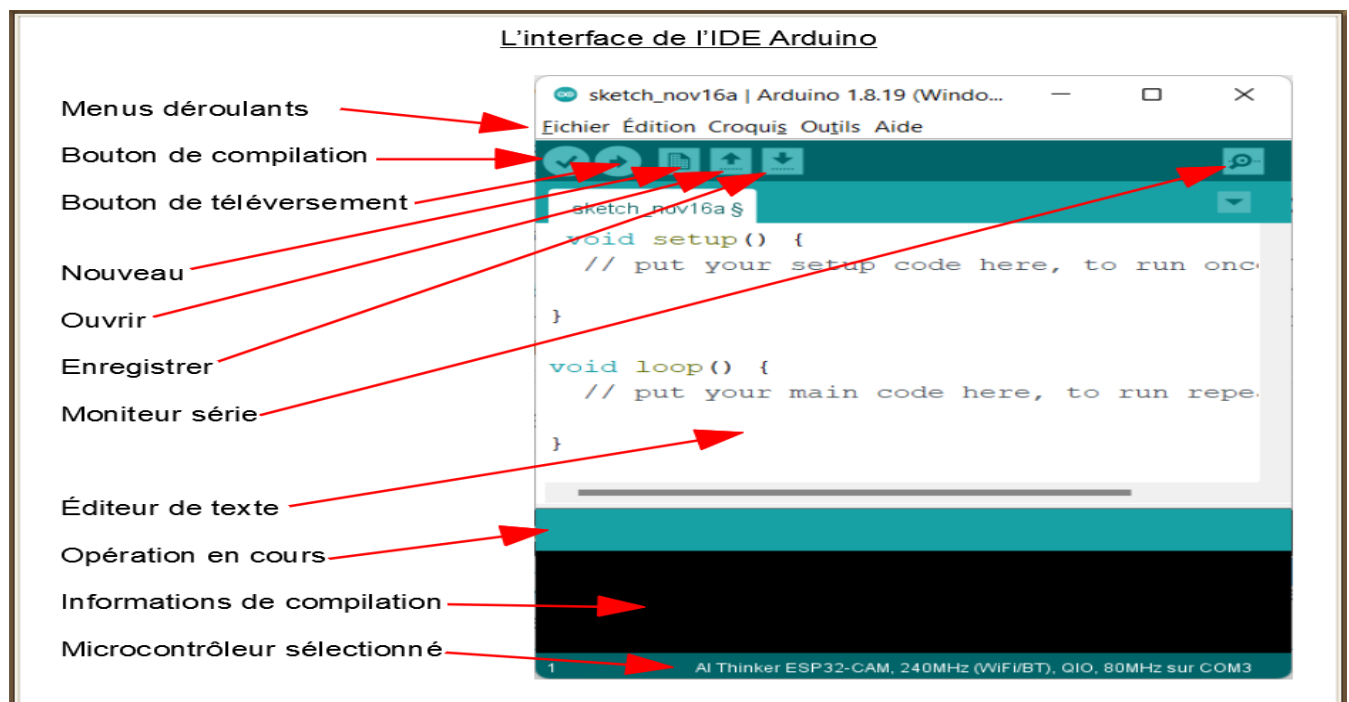 L'interface de l'IDE Arduino
Menus déroulants
Bouton de compilation
Bouton de téléversement
Nouveau
Ouvrir
Enregistrer
Moniteur série
Éditeur de texte
Opération en cours
Informations de compilation
Microcontrôleur sélectionné
sketch_nov16a | Arduino 1.8.19 (Windo...
Fichier Édition Croquis Outils Aide
sketch_nov16a §
void setup() {
// put your setup code here, to run onc
}
void loop() {
// put your main code here, to run repe
}
1 AI Thinker ESP32-CAM, 240MHz (WiFi/BT), QIO, 80MHz sur COM3